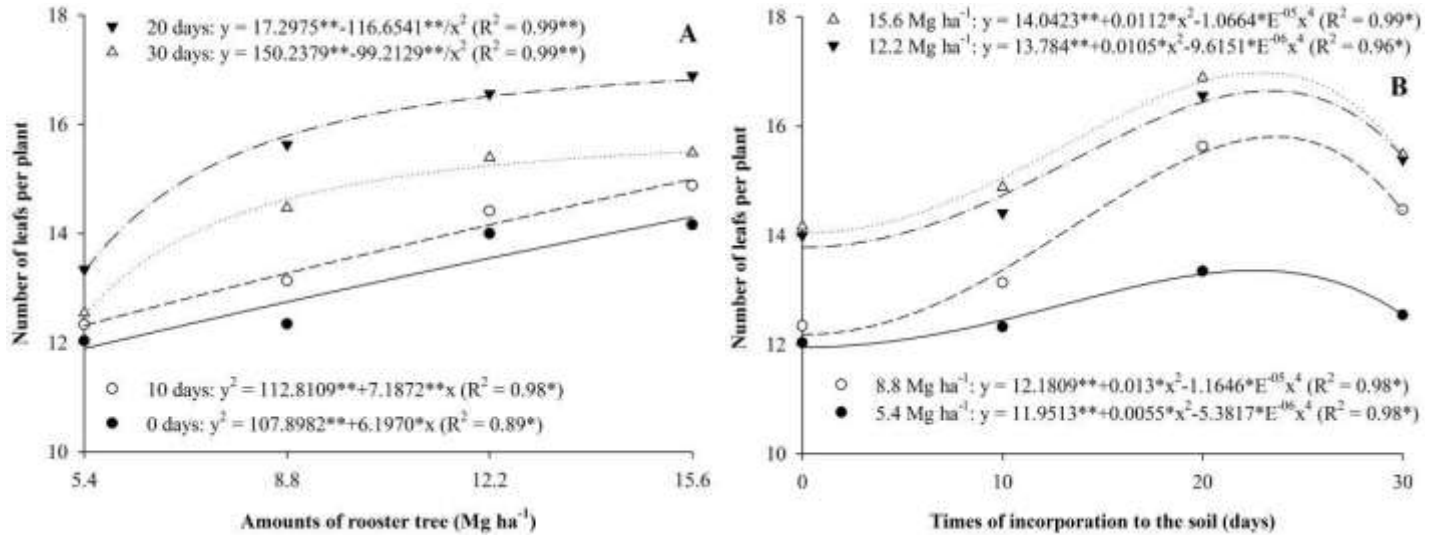 20 days: y = 17.2975**-116.6541**/x² (R² = 0.99**)
30 days: y = 150.2379**-99.2129**/x² (R² = 0.99**)
A
18
16
14
12
10
Number of leafs per plant
10 days: y² = 112.8109**+7.1872**x (R² = 0.98*)
0 days: y² = 107.8982**+6.1970*x (R² = 0.89*)
5.4 8.8 12.2 15.6
Amounts of rooster tree (Mg ha⁻¹)
15.6 Mg ha⁻¹: y = 14.0423**+0.0112*x²-1.0664*E⁻⁰⁵x⁴ (R² = 0.99*)
12.2 Mg ha⁻¹: y = 13.784**+0.0105*x²-9.6151*E⁻⁰⁶x⁴ (R² = 0.96*)
B
18
16
14
12
10
Number of leafs per plant
8.8 Mg ha⁻¹: y = 12.1809**+0.013*x²-1.1646*E⁻⁰⁵x⁴ (R² = 0.98*)
5.4 Mg ha⁻¹: y = 11.9513**+0.0055*x²-5.3817*E⁻⁰⁶x⁴ (R² = 0.98*)
0 10 20 30
Times of incorporation to the soil (days)